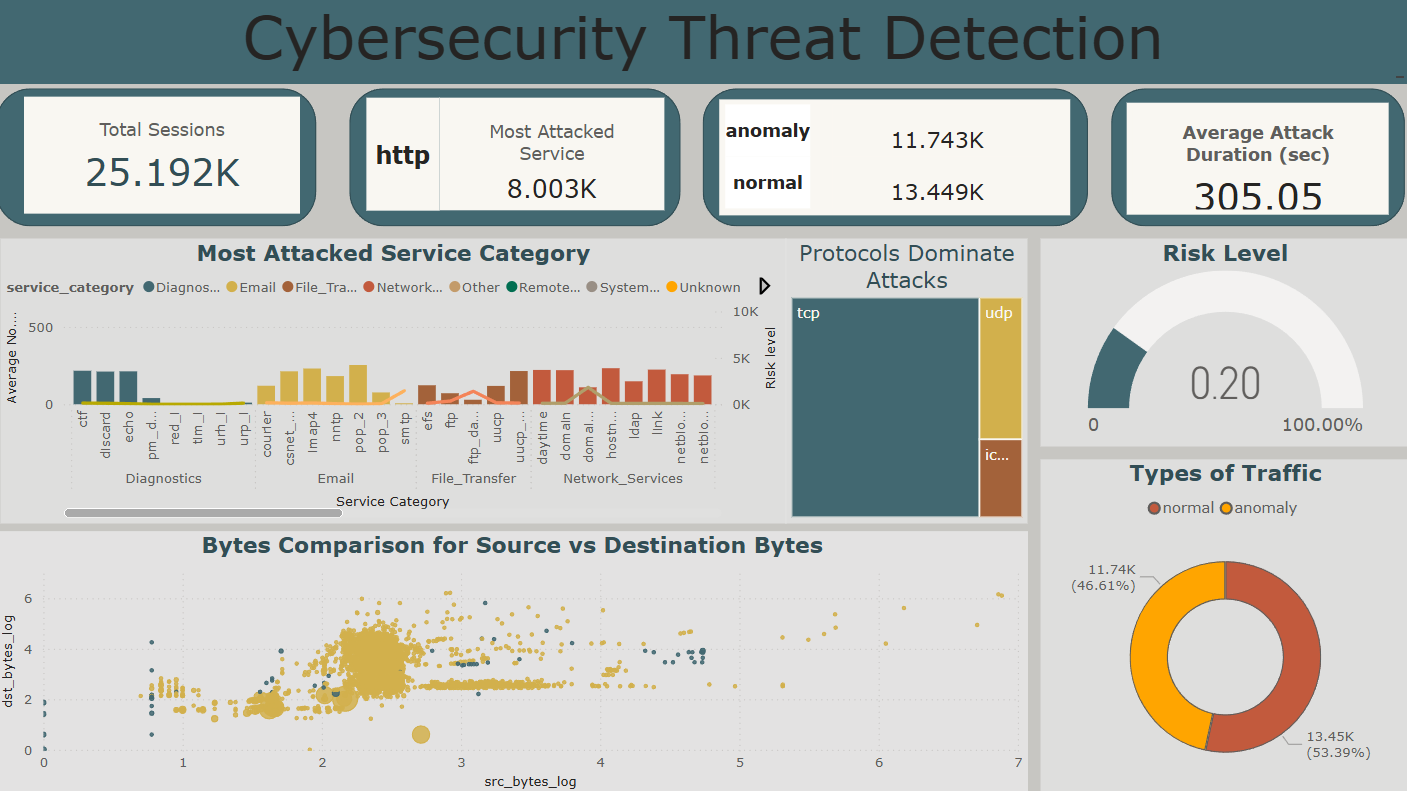 Cybersecurity Threat Detection
Total Sessions
25.192K
http
Most Attacked
Service
8.003K
anomaly
11.743K
normal
13.449K
Average Attack
Duration (sec)
305.05
Most Attacked Service Category
service_category
Diagnos...
Email
File_Tra...
Network...
Other
Remote...
System...
Unknown
Average No....
500
0
10K
5K
0K
Risk level
ctf
discard
echo
pm_d...
red_i
tim_i
urh_i
urp_i
courier
csnet_...
imap4
nntp
pop_2
pop_3
smtp
efs
ftp
ftp_da...
uucp
uucp_...
daytime
domain
domai...
hostn...
ldap
link
netbio...
netbio...
Diagnostics
Email
File_Transfer
Network_Services
Service Category
Protocols Dominate
Attacks
tcp
udp
ic...
Risk Level
0.20
0
100.00%
Types of Traffic
normal
anomaly
11.74K
(46.61%)
13.45K
(53.39%)
Bytes Comparison for Source vs Destination Bytes
dst_bytes_log
6
4
2
0
0
1
2
3
4
5
6
7
src_bytes_log